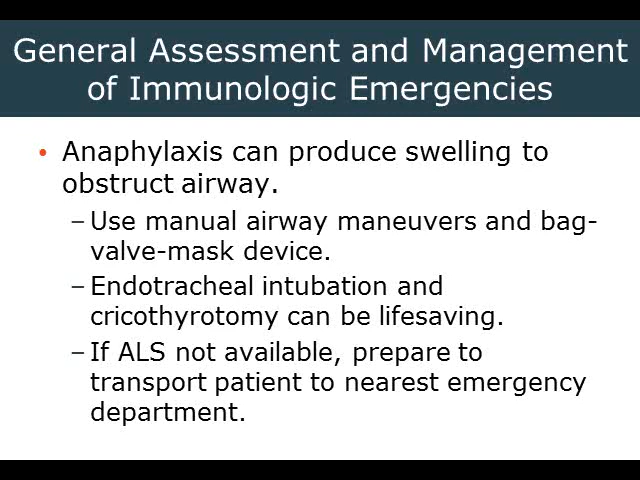 General Assessment and Management
of Immunologic Emergencies
• Anaphylaxis can produce swelling to
obstruct airway.
– Use manual airway maneuvers and bag-
valve-mask device.
– Endotracheal intubation and
cricothyrotomy can be lifesaving.
– If ALS not available, prepare to
transport patient to nearest emergency
department.